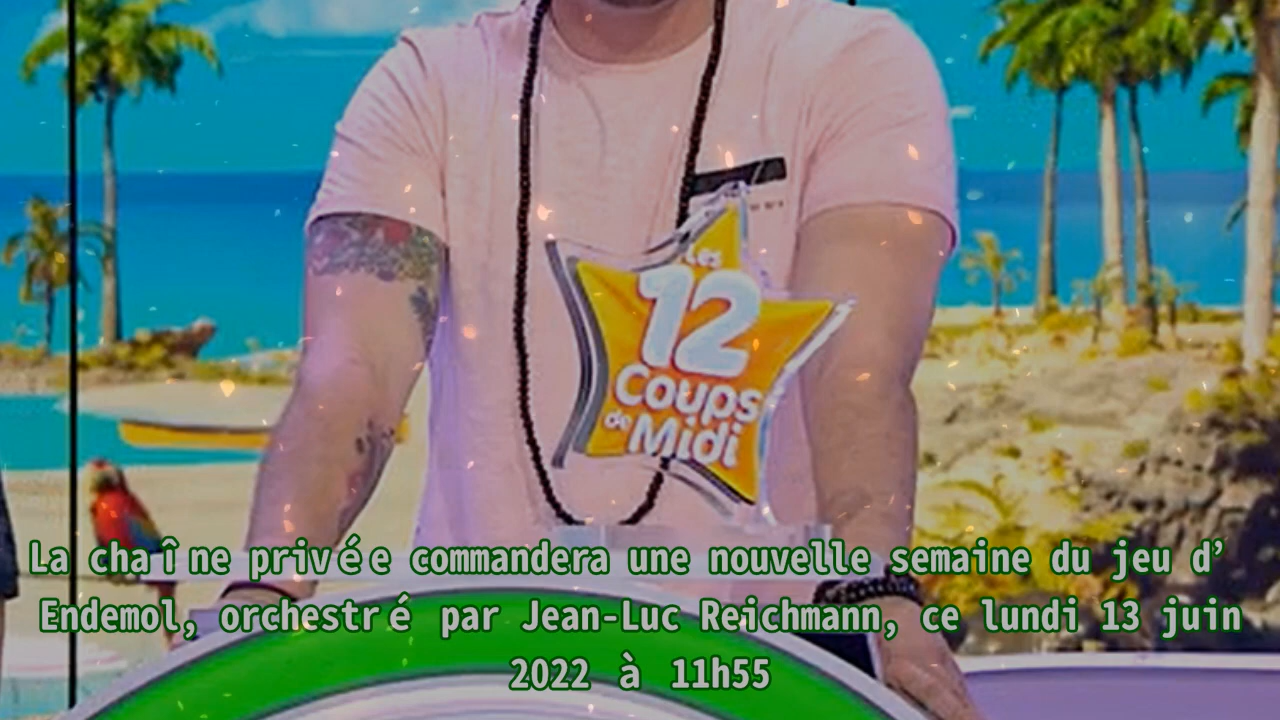 Les
12
Coups
de Midi
La chaîne privée commandera une nouvelle semaine du jeu d’
Endemol, orchestré par Jean-Luc Reichmann, ce lundi 13 juin
2022 à 11h55